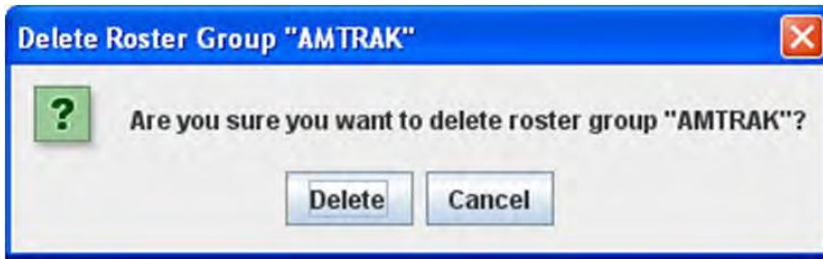 Delete Roster Group "AMTRAK"
?
Are you sure you want to delete roster group "AMTRAK"?
Delete
Cancel